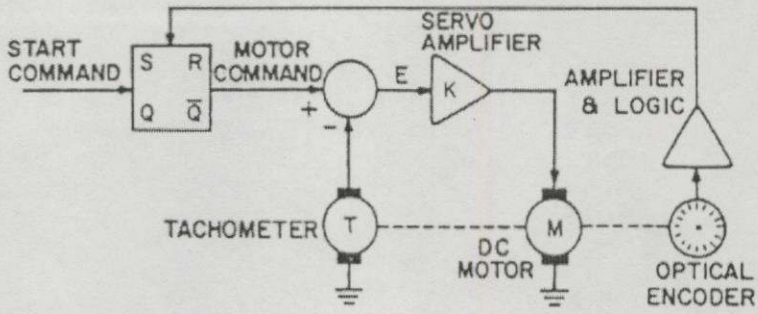 START
COMMAND
S R
Q Q̅
MOTOR
COMMAND
+
−
E
SERVO
AMPLIFIER
K
AMPLIFIER
& LOGIC
TACHOMETER
T
DC
MOTOR
M
OPTICAL
ENCODER